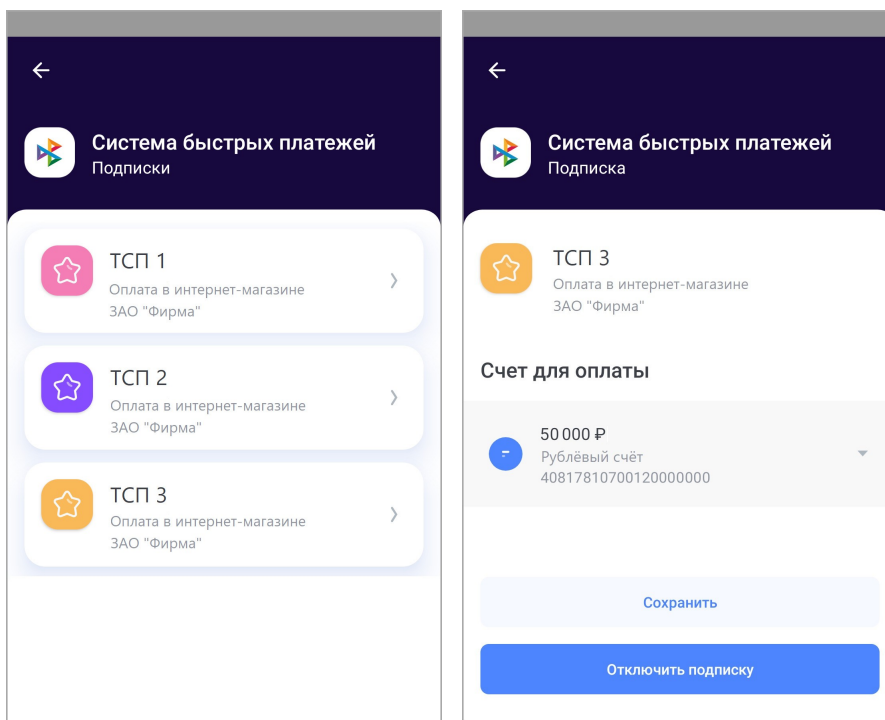 Система быстрых платежей
Подписки
ТСП 1
Оплата в интернет-магазине
ЗАО "Фирма"
ТСП 2
Оплата в интернет-магазине
ЗАО "Фирма"
ТСП 3
Оплата в интернет-магазине
ЗАО "Фирма"
Система быстрых платежей
Подписка
ТСП 3
Оплата в интернет-магазине
ЗАО "Фирма"
Счет для оплаты
50 000 ₽
Рублёвый счёт
40817810700120000000
Сохранить
Отключить подписку